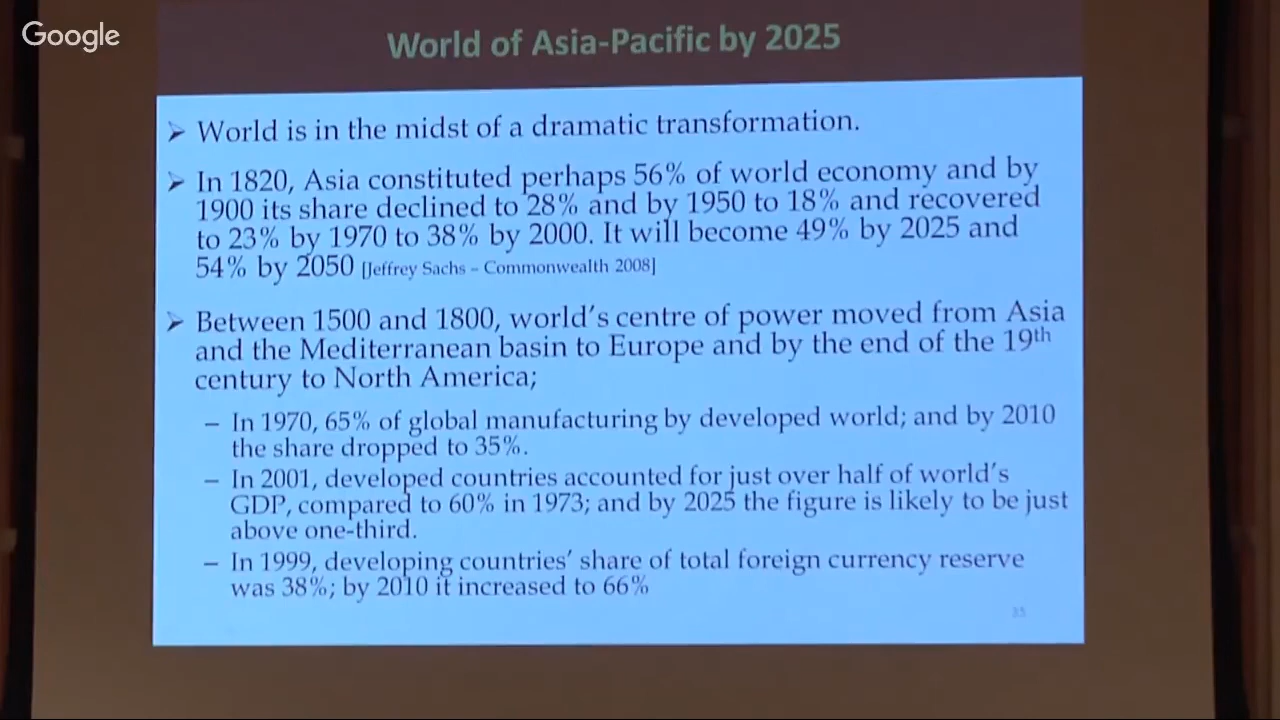 Google
World of Asia-Pacific by 2025
➢ World is in the midst of a dramatic transformation.
➢ In 1820, Asia constituted perhaps 56% of world economy and by
1900 its share declined to 28% and by 1950 to 18% and recovered
to 23% by 1970 to 38% by 2000. It will become 49% by 2025 and
54% by 2050 [Jeffrey Sachs – Commonwealth 2008]
➢ Between 1500 and 1800, world's centre of power moved from Asia
and the Mediterranean basin to Europe and by the end of the 19th
century to North America;
– In 1970, 65% of global manufacturing by developed world; and by 2010
the share dropped to 35%.
– In 2001, developed countries accounted for just over half of world's
GDP, compared to 60% in 1973; and by 2025 the figure is likely to be just
above one-third.
– In 1999, developing countries' share of total foreign currency reserve
was 38%; by 2010 it increased to 66%